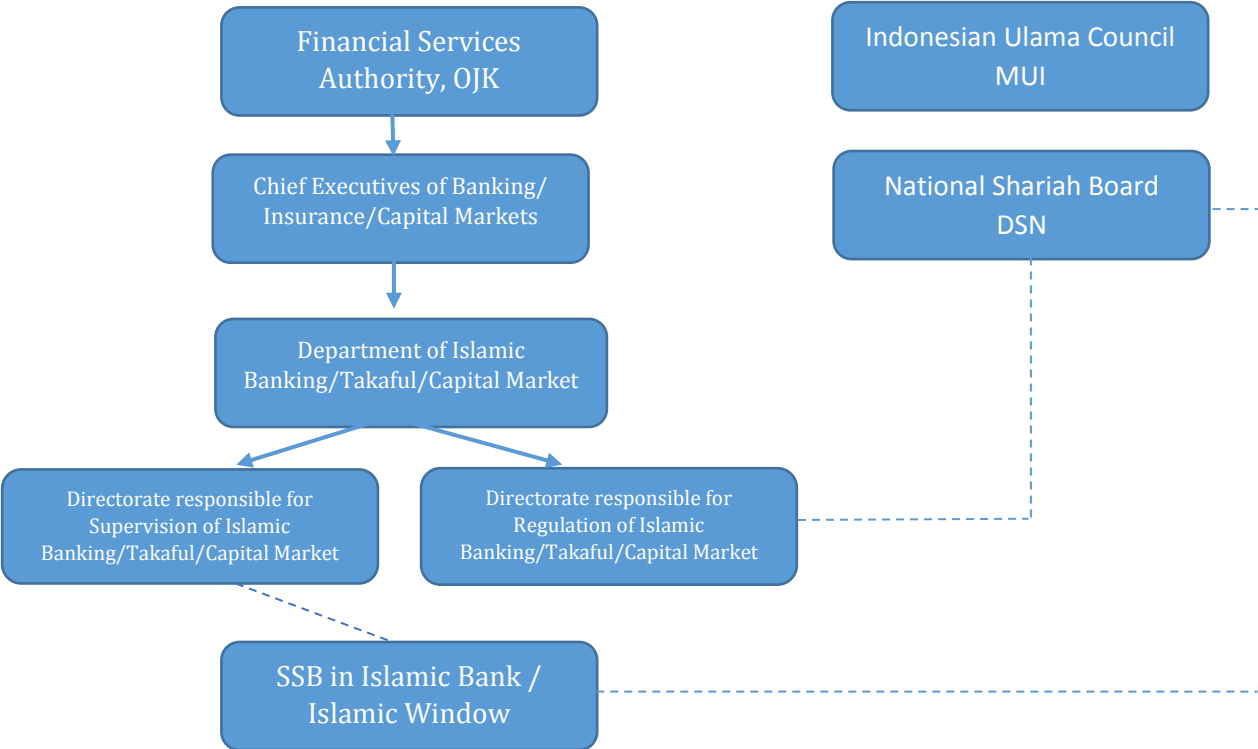 Financial Services
Authority, OJK
Indonesian Ulama Council
MUI
Chief Executives of Banking/
Insurance/Capital Markets
National Shariah Board
DSN
Department of Islamic
Banking/Takaful/Capital Market
Directorate responsible for
Supervision of Islamic
Banking/Takaful/Capital Market
Directorate responsible for
Regulation of Islamic
Banking/Takaful/Capital Market
SSB in Islamic Bank /
Islamic Window